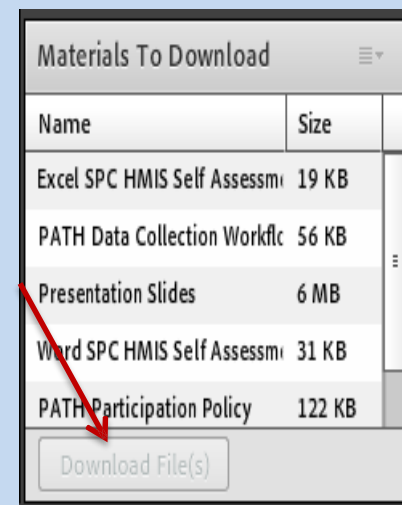 Materials To Download
Name Size
Excel SPC HMIS Self Assessm 19 KB
PATH Data Collection Workflc 56 KB
Presentation Slides 6 MB
Word SPC HMIS Self Assessm 31 KB
PATH Participation Policy 122 KB
Download File(s)